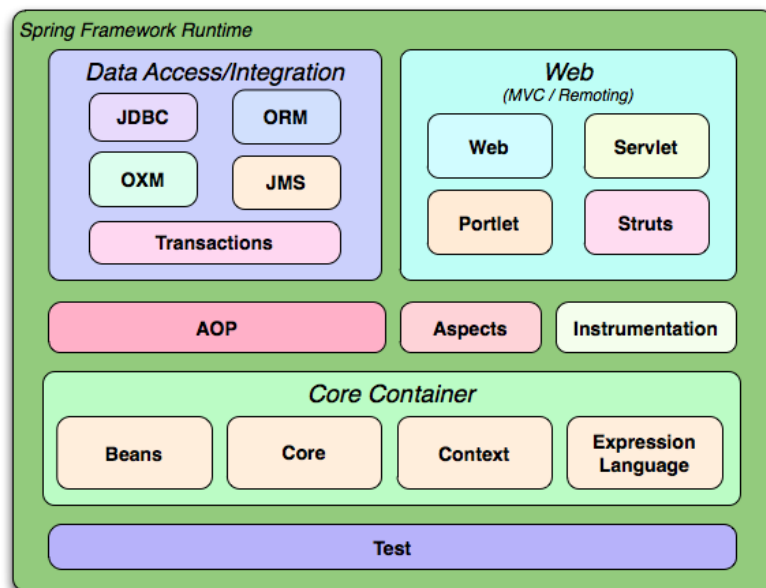 Spring Framework Runtime
Data Access/Integration
JDBC
ORM
OXM
JMS
Transactions
Web
(MVC / Remoting)
Web
Servlet
Portlet
Struts
AOP
Aspects
Instrumentation
Core Container
Beans
Core
Context
Expression
Language
Test